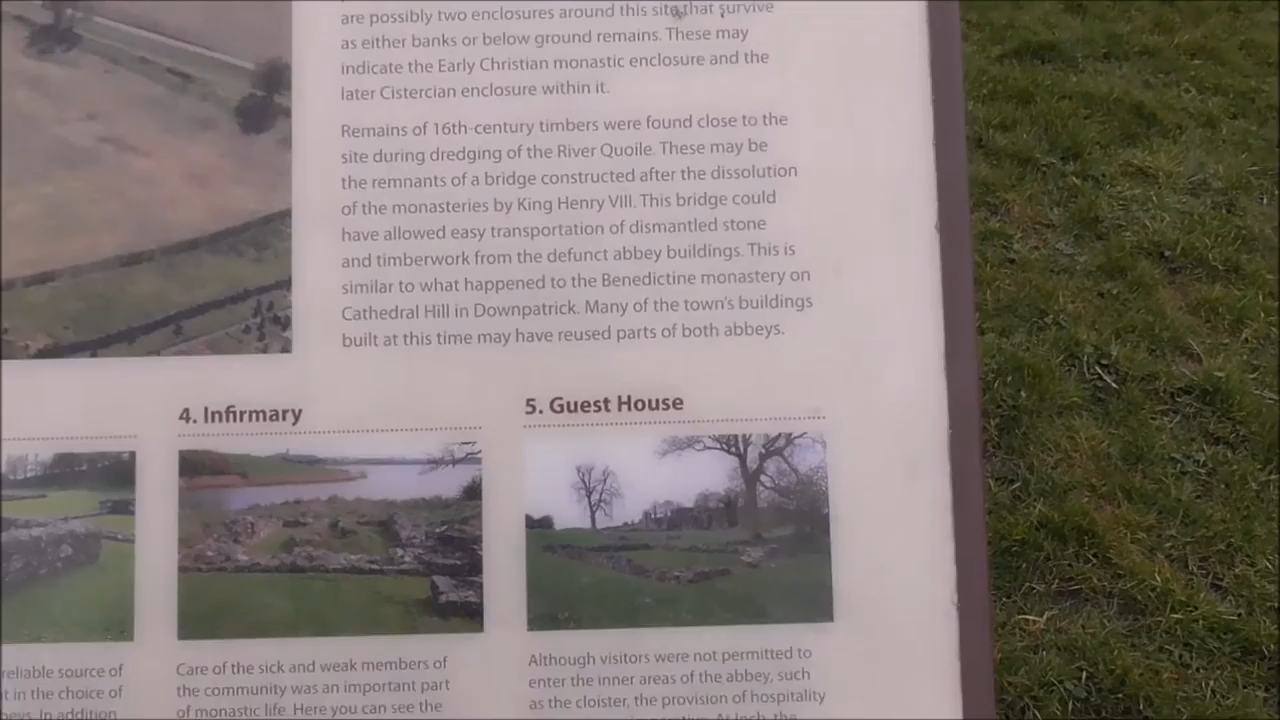 are possibly two enclosures around this site that survive
as either banks or below ground remains. These may
indicate the Early Christian monastic enclosure and the
later Cistercian enclosure within it.
Remains of 16th-century timbers were found close to the
site during dredging of the River Quoile. These may be
the remnants of a bridge constructed after the dissolution
of the monasteries by King Henry VIII. This bridge could
have allowed easy transportation of dismantled stone
and timberwork from the defunct abbey buildings. This is
similar to what happened to the Benedictine monastery on
Cathedral Hill in Downpatrick. Many of the town's buildings
built at this time may have reused parts of both abbeys.
reliable source of
t in the choice of
In addition
4. Infirmary
Care of the sick and weak members of
the community was an important part
of monastic life. Here you can see the
5. Guest House
Although visitors were not permitted to
enter the inner areas of the abbey, such
as the cloister, the provision of hospitality